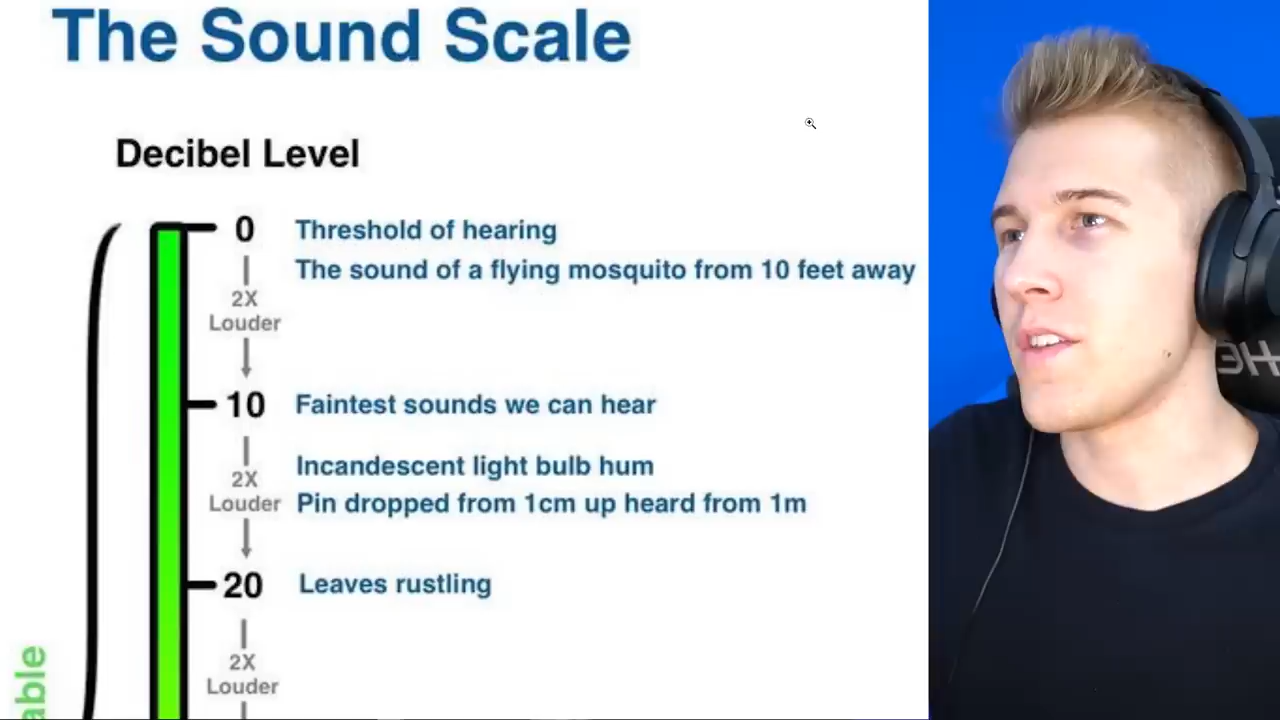 The Sound Scale
Decibel Level
0 Threshold of hearing
The sound of a flying mosquito from 10 feet away
2X
Louder
10 Faintest sounds we can hear
Incandescent light bulb hum
2X
Louder Pin dropped from 1cm up heard from 1m
20 Leaves rustling
2X
Louder
able
HE